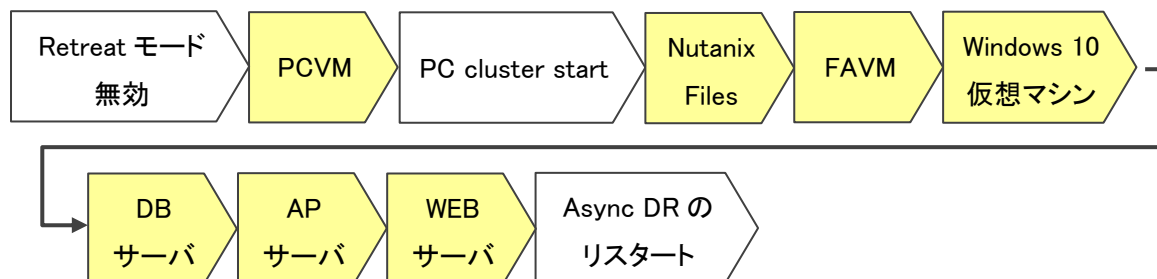 Retreat モード
無効
PCVM
PC cluster start
Nutanix
Files
FAVM
Windows 10
仮想マシン
DB
サーバ
AP
サーバ
WEB
サーバ
Async DR の
リスタート